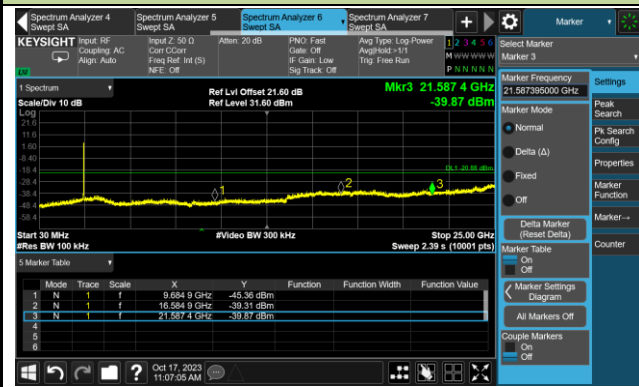 Spectrum Analyzer 4
Swept SA
Spectrum Analyzer 5
Swept SA
Spectrum Analyzer 6
Swept SA
Spectrum Analyzer 7
Swept SA
+
Marker
KEYSIGHT
Input: RF
Coupling: AC
Align: Auto
Input Z: 50 Ω
Corr CCorr
Freq Ref: Int (S)
NFE: Off
Atten: 20 dB
PNO: Fast
Gate: Off
IF Gain: Low
Sig Track: Off
Avg Type: Log-Power
Avg|Hold:>1/1
Trig: Free Run
1 2 3 4 5 6
M W W W W W
P N N N N N
Select Marker
Marker 3
LW
1 Spectrum
Scale/Div 10 dB
Ref Lvl Offset 21.60 dB
Ref Level 31.60 dBm
Mkr3 21.587 4 GHz
-39.87 dBm
Log
21.6
11.6
1.60
-8.40
-18.4
-28.4
-38.4
-48.4
-58.4
DL1 -20.88 dBm
1
2
3
Start 30 MHz
#Res BW 100 kHz
#Video BW 300 kHz
Stop 25.00 GHz
Sweep 2.39 s (10001 pts)
5 Marker Table
Mode Trace Scale X Y Function Function Width Function Value
1 N 1 f 9.684 9 GHz -45.36 dBm
2 N 1 f 16.584 9 GHz -39.31 dBm
3 N 1 f 21.587 4 GHz -39.87 dBm
4
5
6
Marker Frequency
21.587395000 GHz
Marker Mode
Normal
Delta (Δ)
Fixed
Off
Delta Marker
(Reset Delta)
Marker Table
On
Off
Marker Settings
Diagram
All Markers Off
Couple Markers
On
Off
Settings
Peak
Search
Pk Search
Config
Properties
Marker
Function
Marker→
Counter
?
Oct 17, 2023
11:07:05 AM